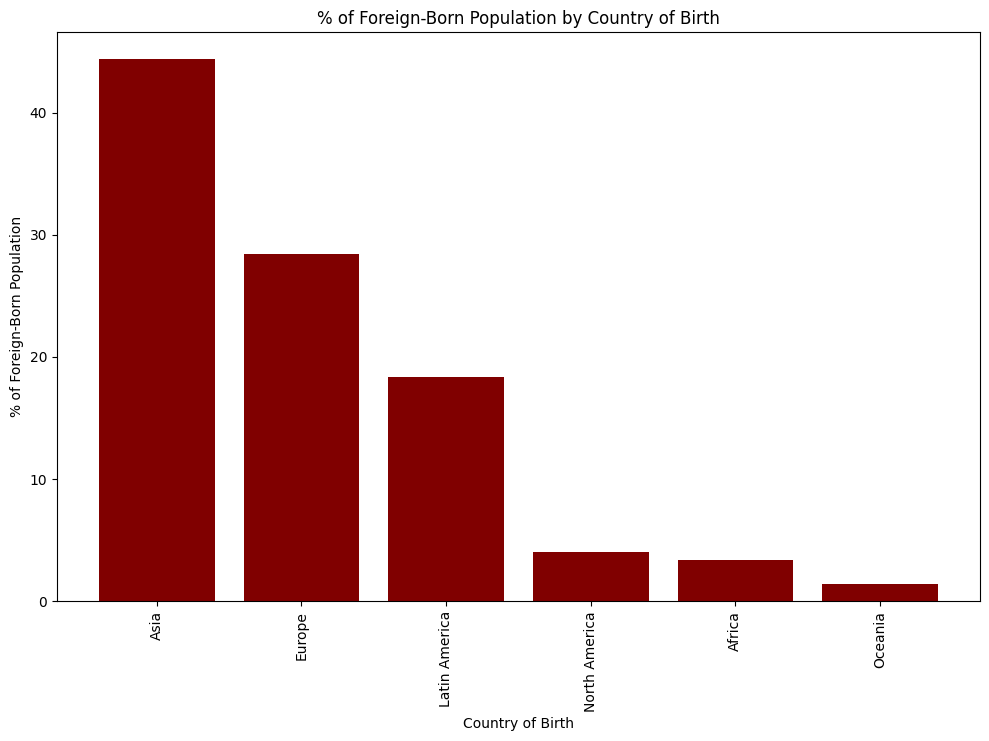 % of Foreign-Born Population by Country of Birth
% of Foreign-Born Population
40
30
20
10
0
Asia
Europe
Latin America
North America
Africa
Oceania
Country of Birth